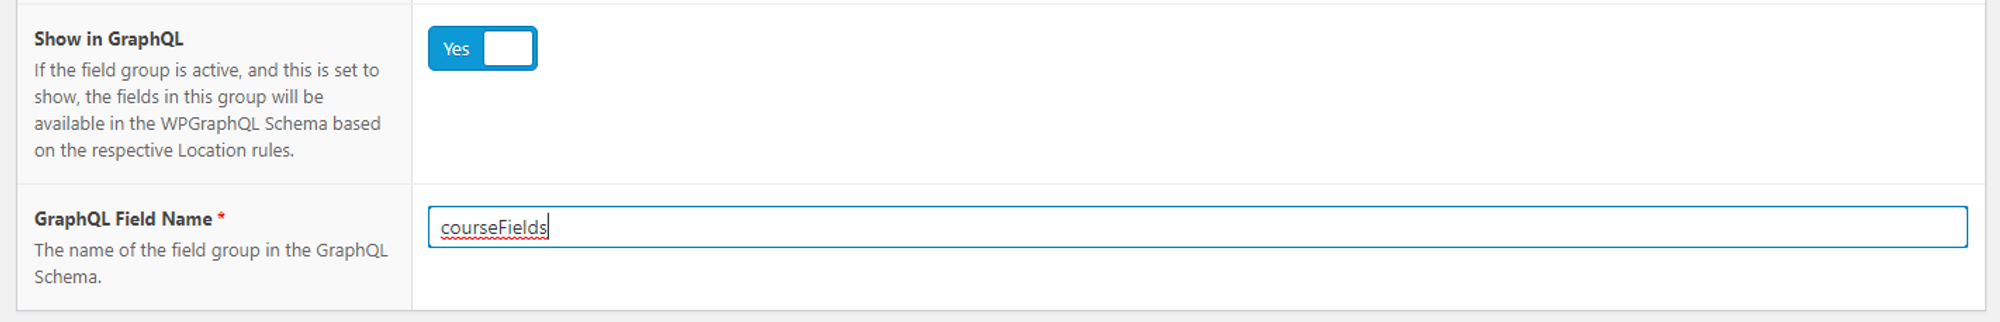 Show in GraphQL
Yes
If the field group is active, and this is set to
show, the fields in this group will be
available in the WPGraphQL Schema based
on the respective Location rules.
GraphQL Field Name *
courseFields
The name of the field group in the GraphQL
Schema.